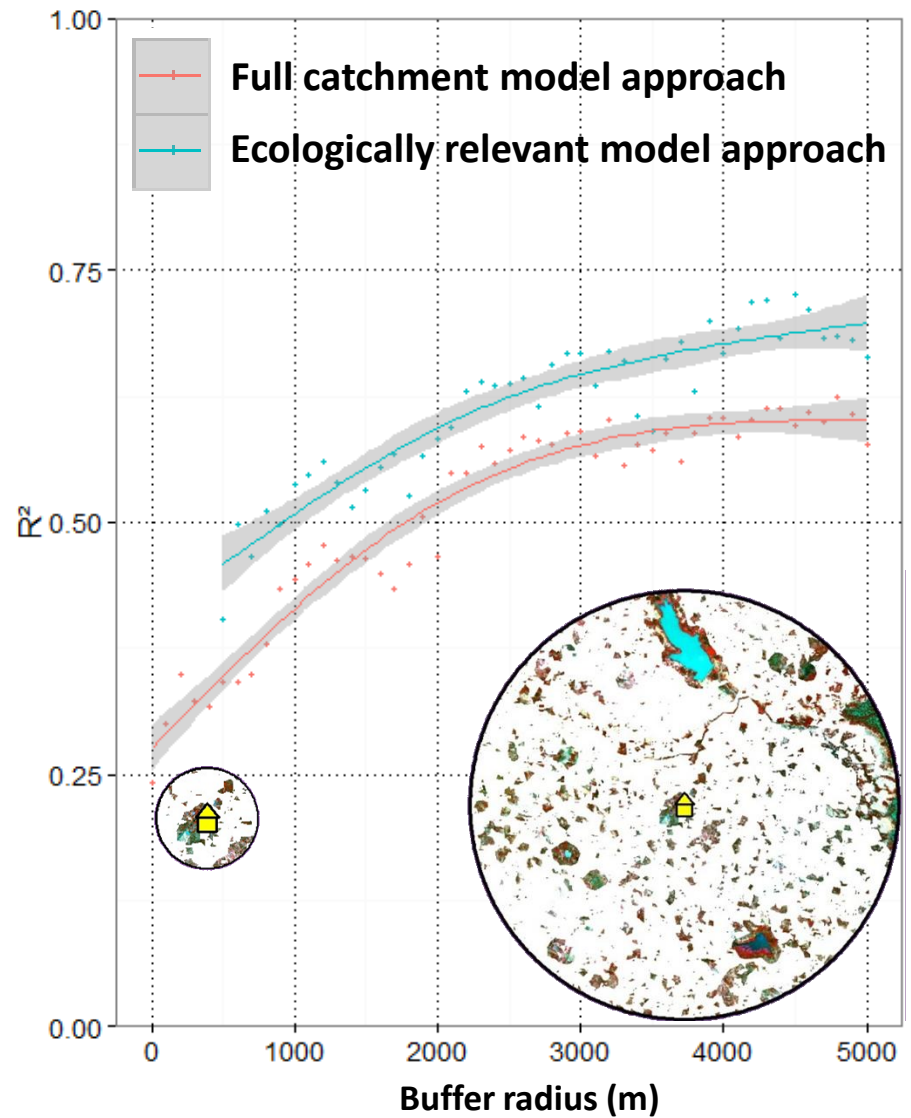 1.00
Full catchment model approach
Ecologically relevant model approach
0.75
R²
0.50
0.25
0.00
0 1000 2000 3000 4000 5000
Buffer radius (m)